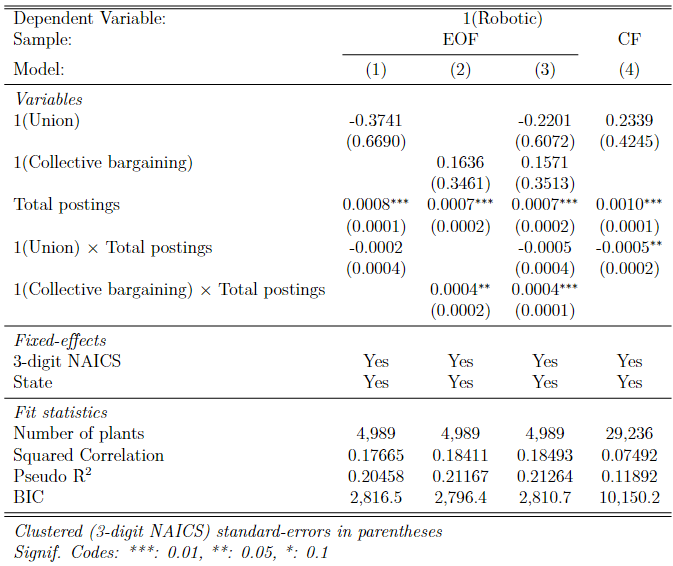 Dependent Variable: 1(Robotic)
Sample: EOF CF
Model: (1) (2) (3) (4)
Variables
1(Union) -0.3741 -0.2201 0.2339
(0.6690) (0.6072) (0.4245)
1(Collective bargaining) 0.1636 0.1571
(0.3461) (0.3513)
Total postings 0.0008*** 0.0007*** 0.0007*** 0.0010***
(0.0001) (0.0002) (0.0002) (0.0001)
1(Union) × Total postings -0.0002 -0.0005 -0.0005**
(0.0004) (0.0004) (0.0002)
1(Collective bargaining) × Total postings 0.0004** 0.0004***
(0.0002) (0.0001)
Fixed-effects
3-digit NAICS Yes Yes Yes Yes
State Yes Yes Yes Yes
Fit statistics
Number of plants 4,989 4,989 4,989 29,236
Squared Correlation 0.17665 0.18411 0.18493 0.07492
Pseudo R² 0.20458 0.21167 0.21264 0.11892
BIC 2,816.5 2,796.4 2,810.7 10,150.2
Clustered (3-digit NAICS) standard-errors in parentheses
Signif. Codes: ***: 0.01, **: 0.05, *: 0.1